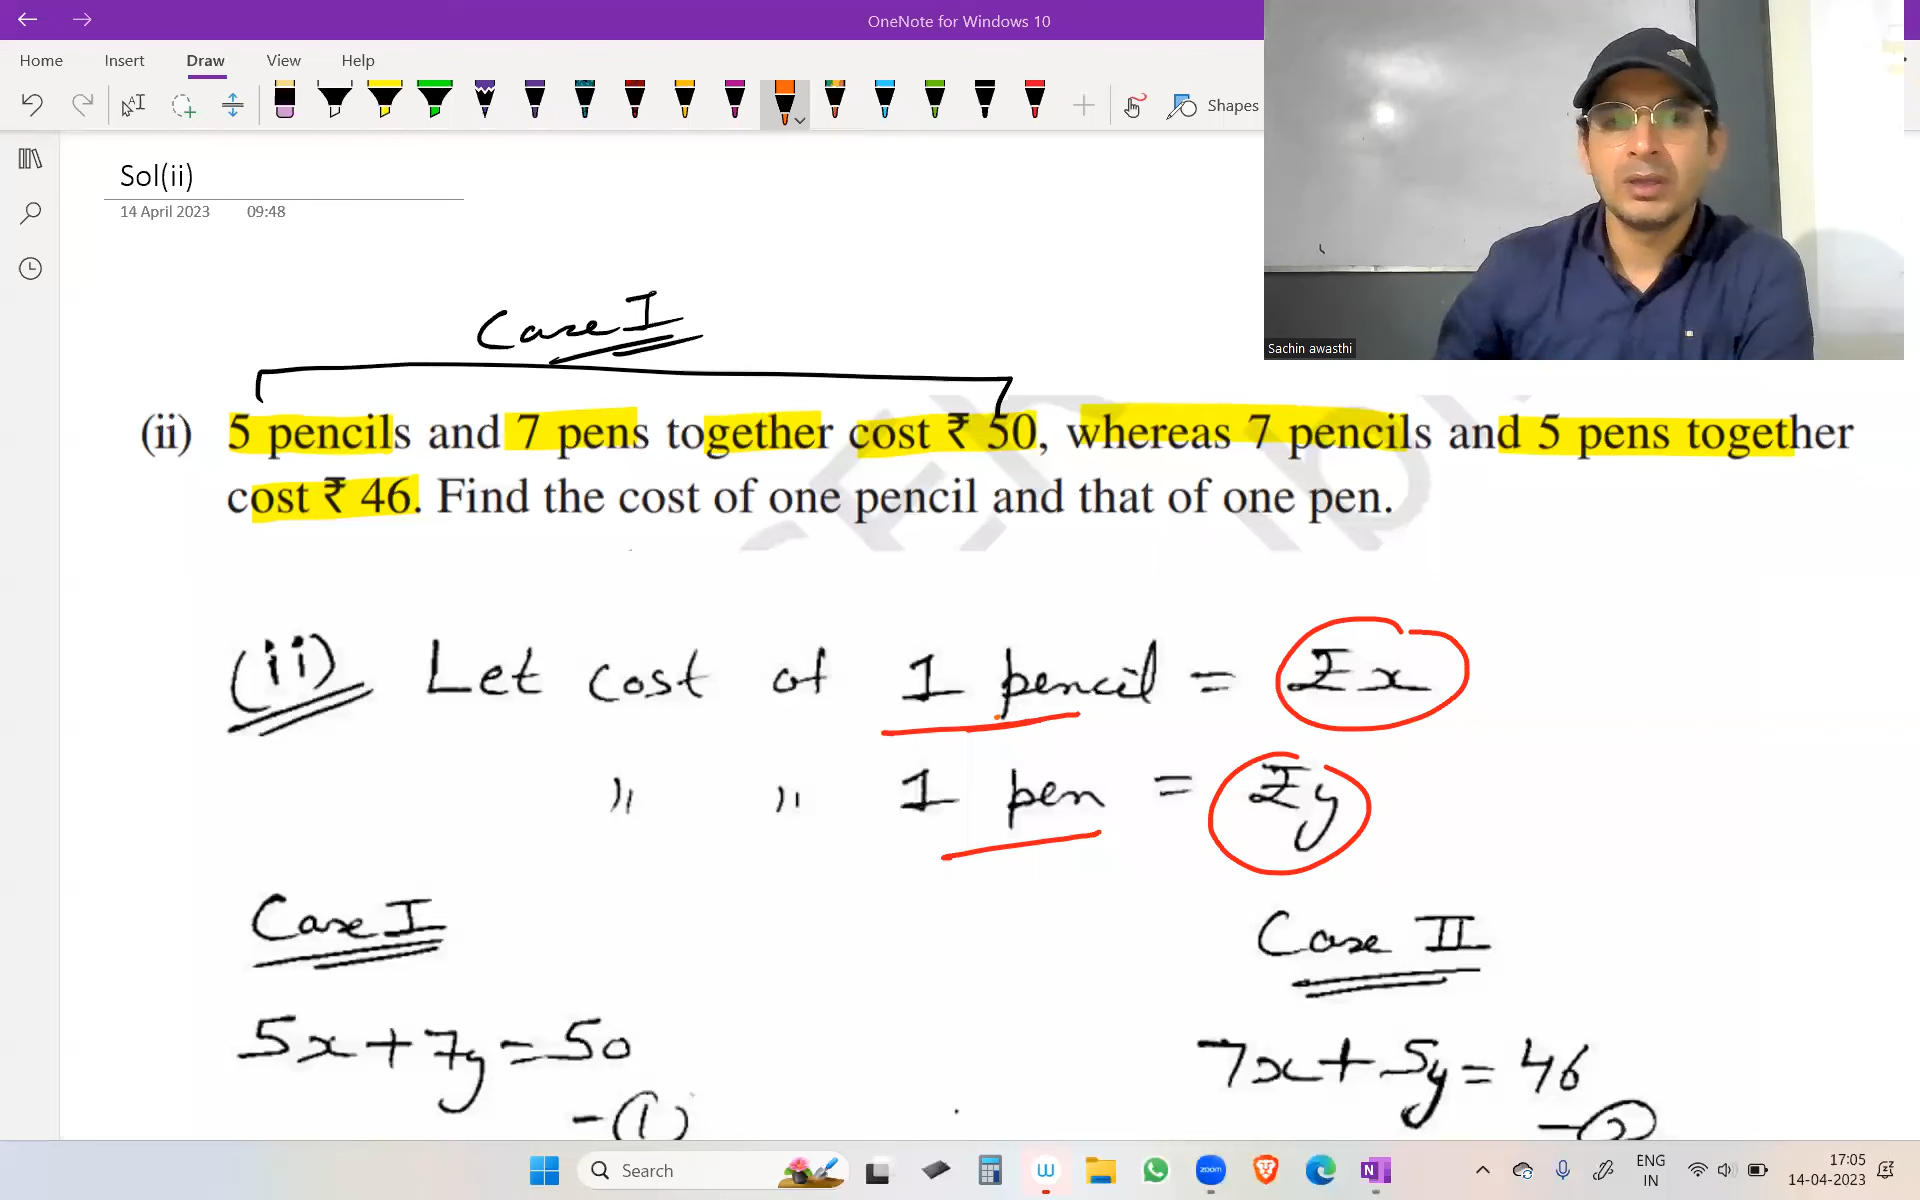 OneNote for Windows 10
Home Insert Draw View Help
Shapes
Sol(ii)
14 April 2023 09:48
Sachin awasthi
Case I
(ii) 5 pencils and 7 pens together cost ₹ 50, whereas 7 pencils and 5 pens together
cost ₹ 46. Find the cost of one pencil and that of one pen.
(ii) Let cost of 1 pencil = ₹x
" " 1 pen = ₹y
Case I
Case II
5x+7y=50
-(1)
7x+5y=46
-(2)
Search
zoom
ENG
IN
17:05
14-04-2023